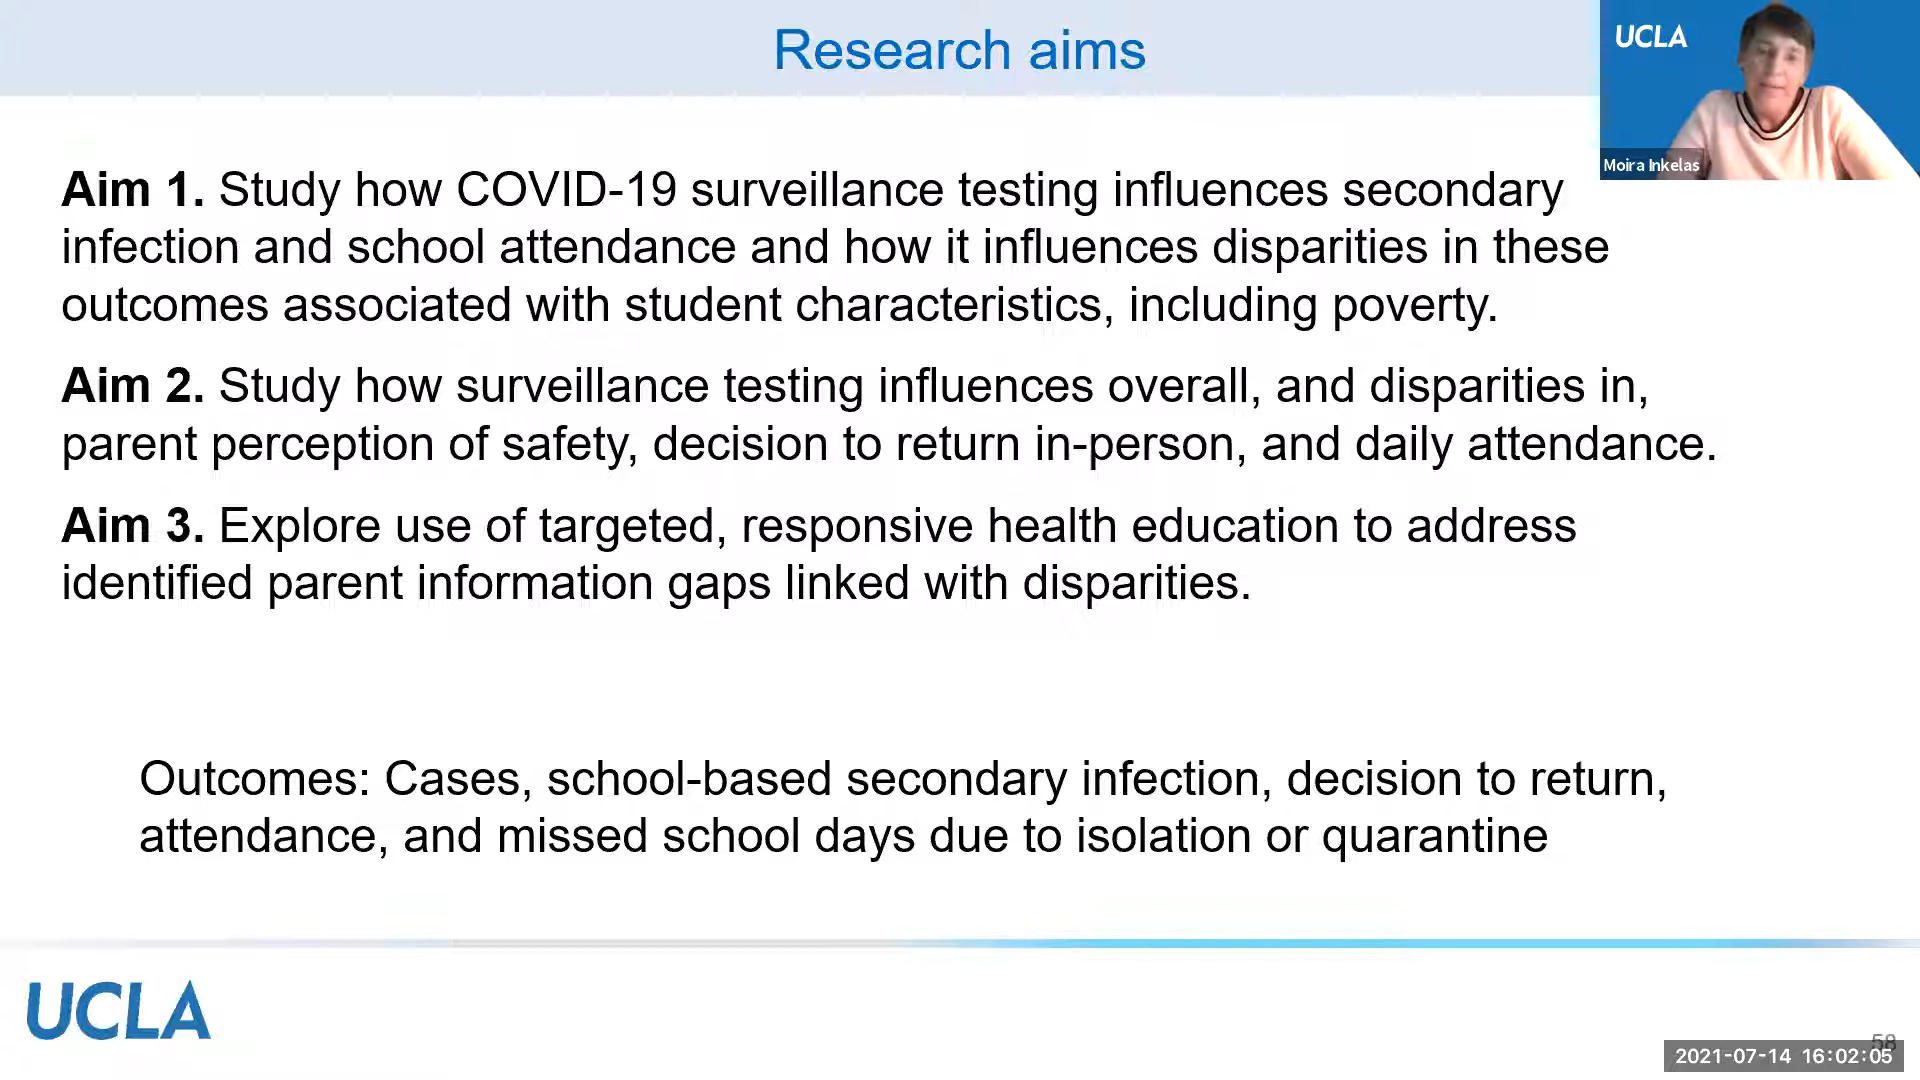 Research aims
UCLA
Moira Inkelas
Aim 1. Study how COVID-19 surveillance testing influences secondary
infection and school attendance and how it influences disparities in these
outcomes associated with student characteristics, including poverty.
Aim 2. Study how surveillance testing influences overall, and disparities in,
parent perception of safety, decision to return in-person, and daily attendance.
Aim 3. Explore use of targeted, responsive health education to address
identified parent information gaps linked with disparities.
Outcomes: Cases, school-based secondary infection, decision to return,
attendance, and missed school days due to isolation or quarantine
UCLA
58
2021-07-14 16:02:05